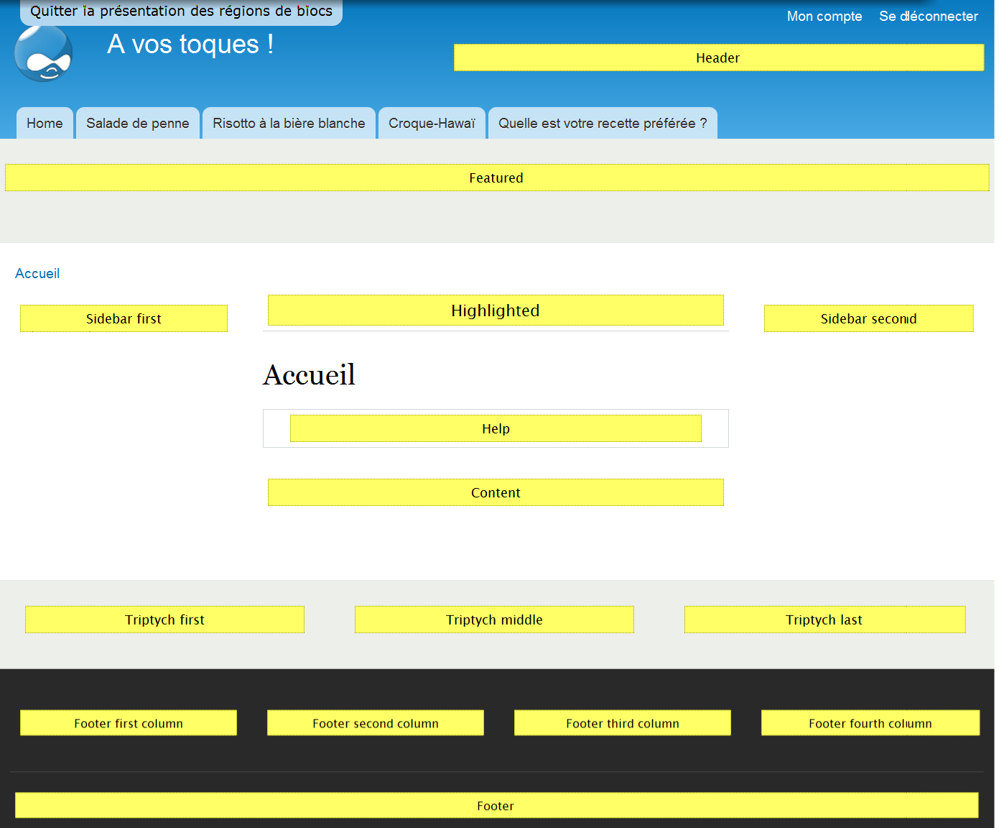 Quitter la présentation des régions de blocs
Mon compte Se déconnecter
A vos toques !
Header
Home Salade de penne Risotto à la bière blanche Croque-Hawaï Quelle est votre recette préférée ?
Featured
Accueil
Sidebar first
Highlighted
Sidebar second
Accueil
Help
Content
Triptych first Triptych middle Triptych last
Footer first column Footer second column Footer third column Footer fourth column
Footer